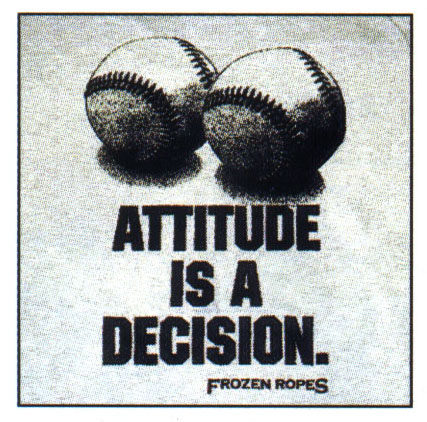 ATTITUDE
IS A
DECISION.
FROZEN ROPES